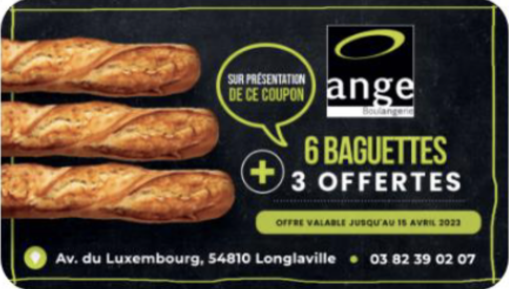 SUR PRÉSENTATION
DE CE COUPON
ange
Boulangerie
6 BAGUETTES
+ 3 OFFERTES
OFFRE VALABLE JUSQU'AU 15 AVRIL 2023
Av. du Luxembourg, 54810 Longlaville • 03 82 39 02 07